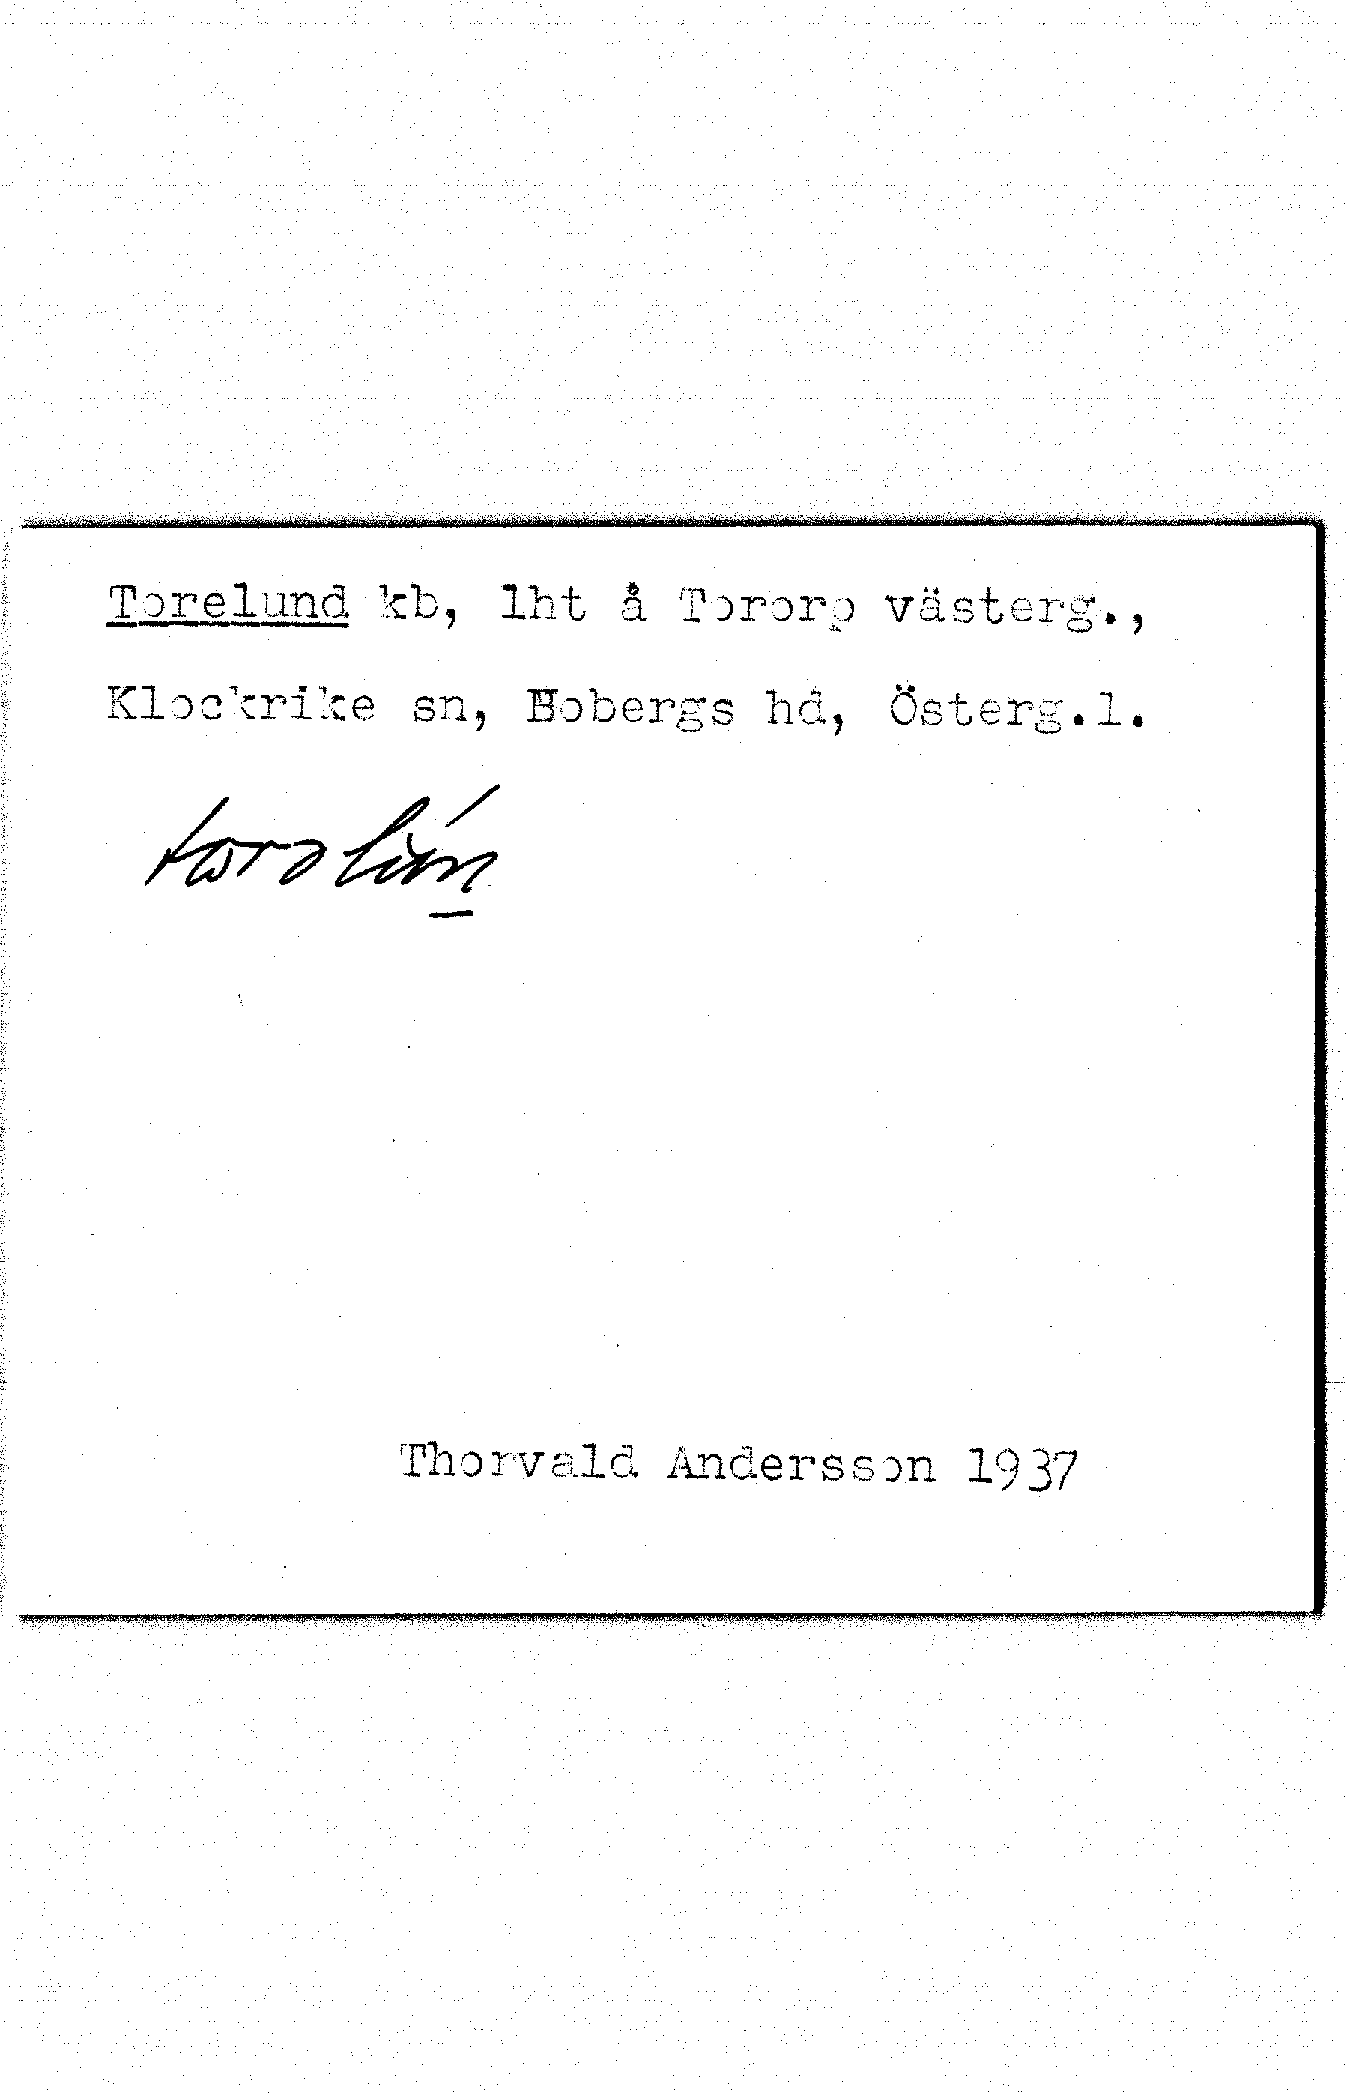 Torelund kb, lht å Tororp västerg.,
Klockrike sn, Bobergs hd, Österg.l.
Thorvald Andersson 1937